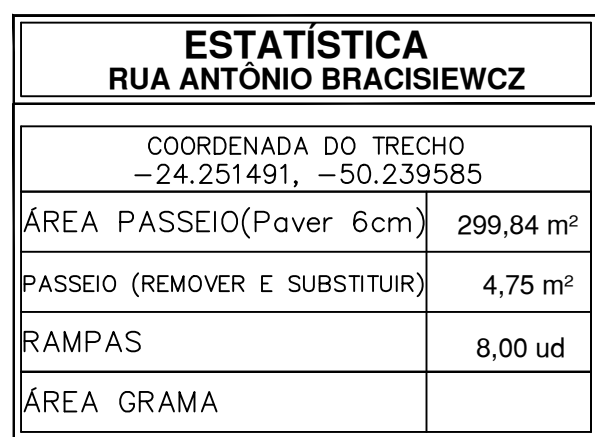 ESTATÍSTICA
RUA ANTÔNIO BRACISIEWCZ
COORDENADA DO TRECHO
−24.251491, −50.239585
ÁREA PASSEIO(Paver 6cm) 299,84 m²
PASSEIO (REMOVER E SUBSTITUIR) 4,75 m²
RAMPAS 8,00 ud
ÁREA GRAMA